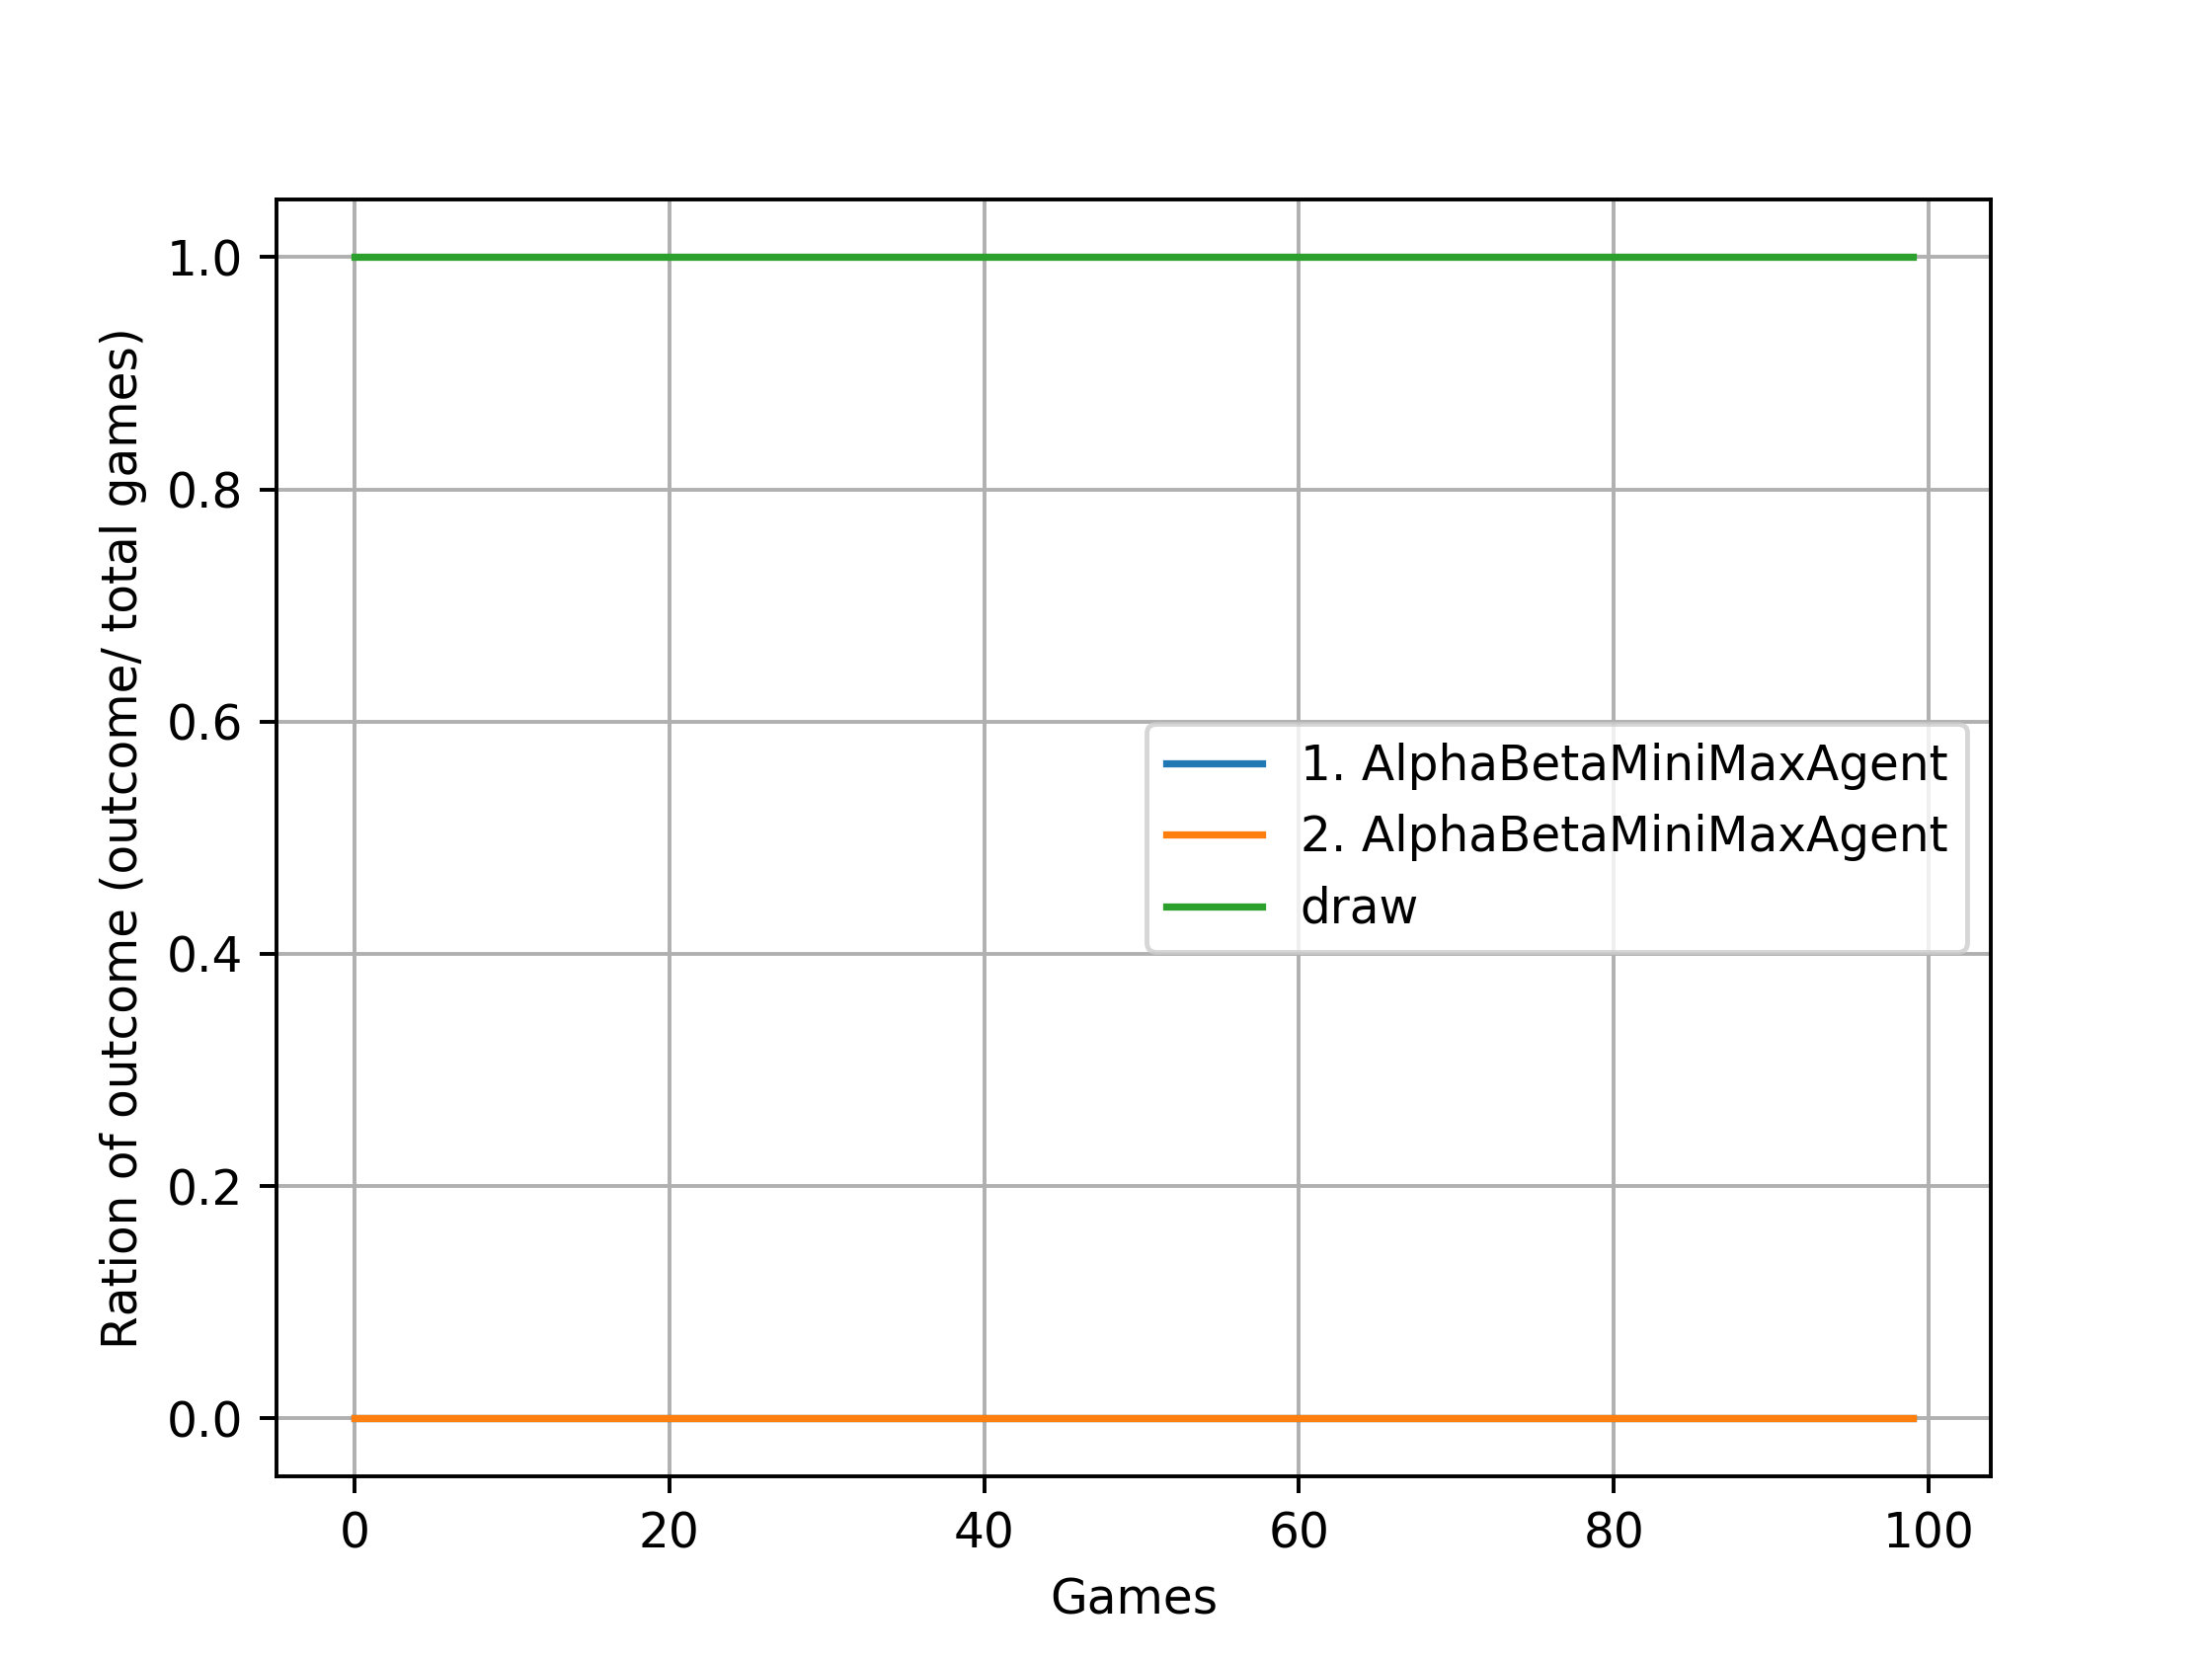 Ration of outcome (outcome/ total games)
1.0
0.8
0.6
0.4
0.2
0.0
1. AlphaBetaMiniMaxAgent
2. AlphaBetaMiniMaxAgent
draw
0 20 40 60 80 100
Games